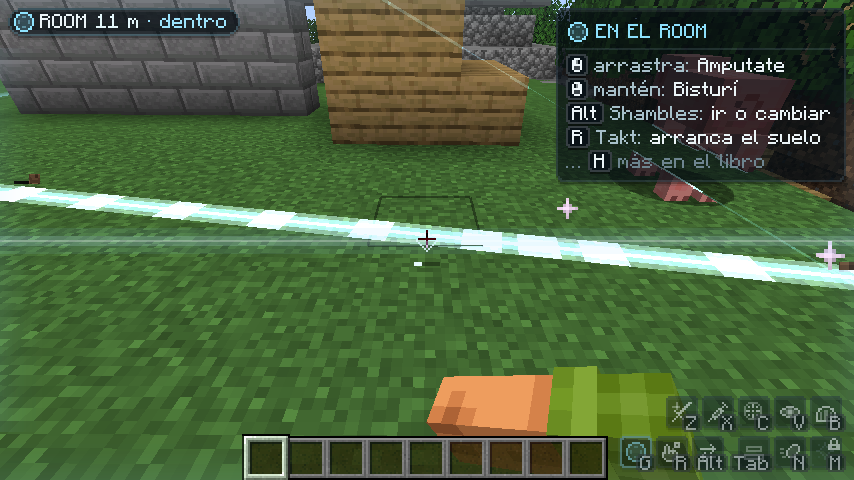 ROOM 11 m · dentro
EN EL ROOM
arrastra: Amputate
mantén: Bisturí
Alt Shambles: ir o cambiar
R Takt: arranca el suelo
... H más en el libro
Z X C V B
G R Alt Tab N M